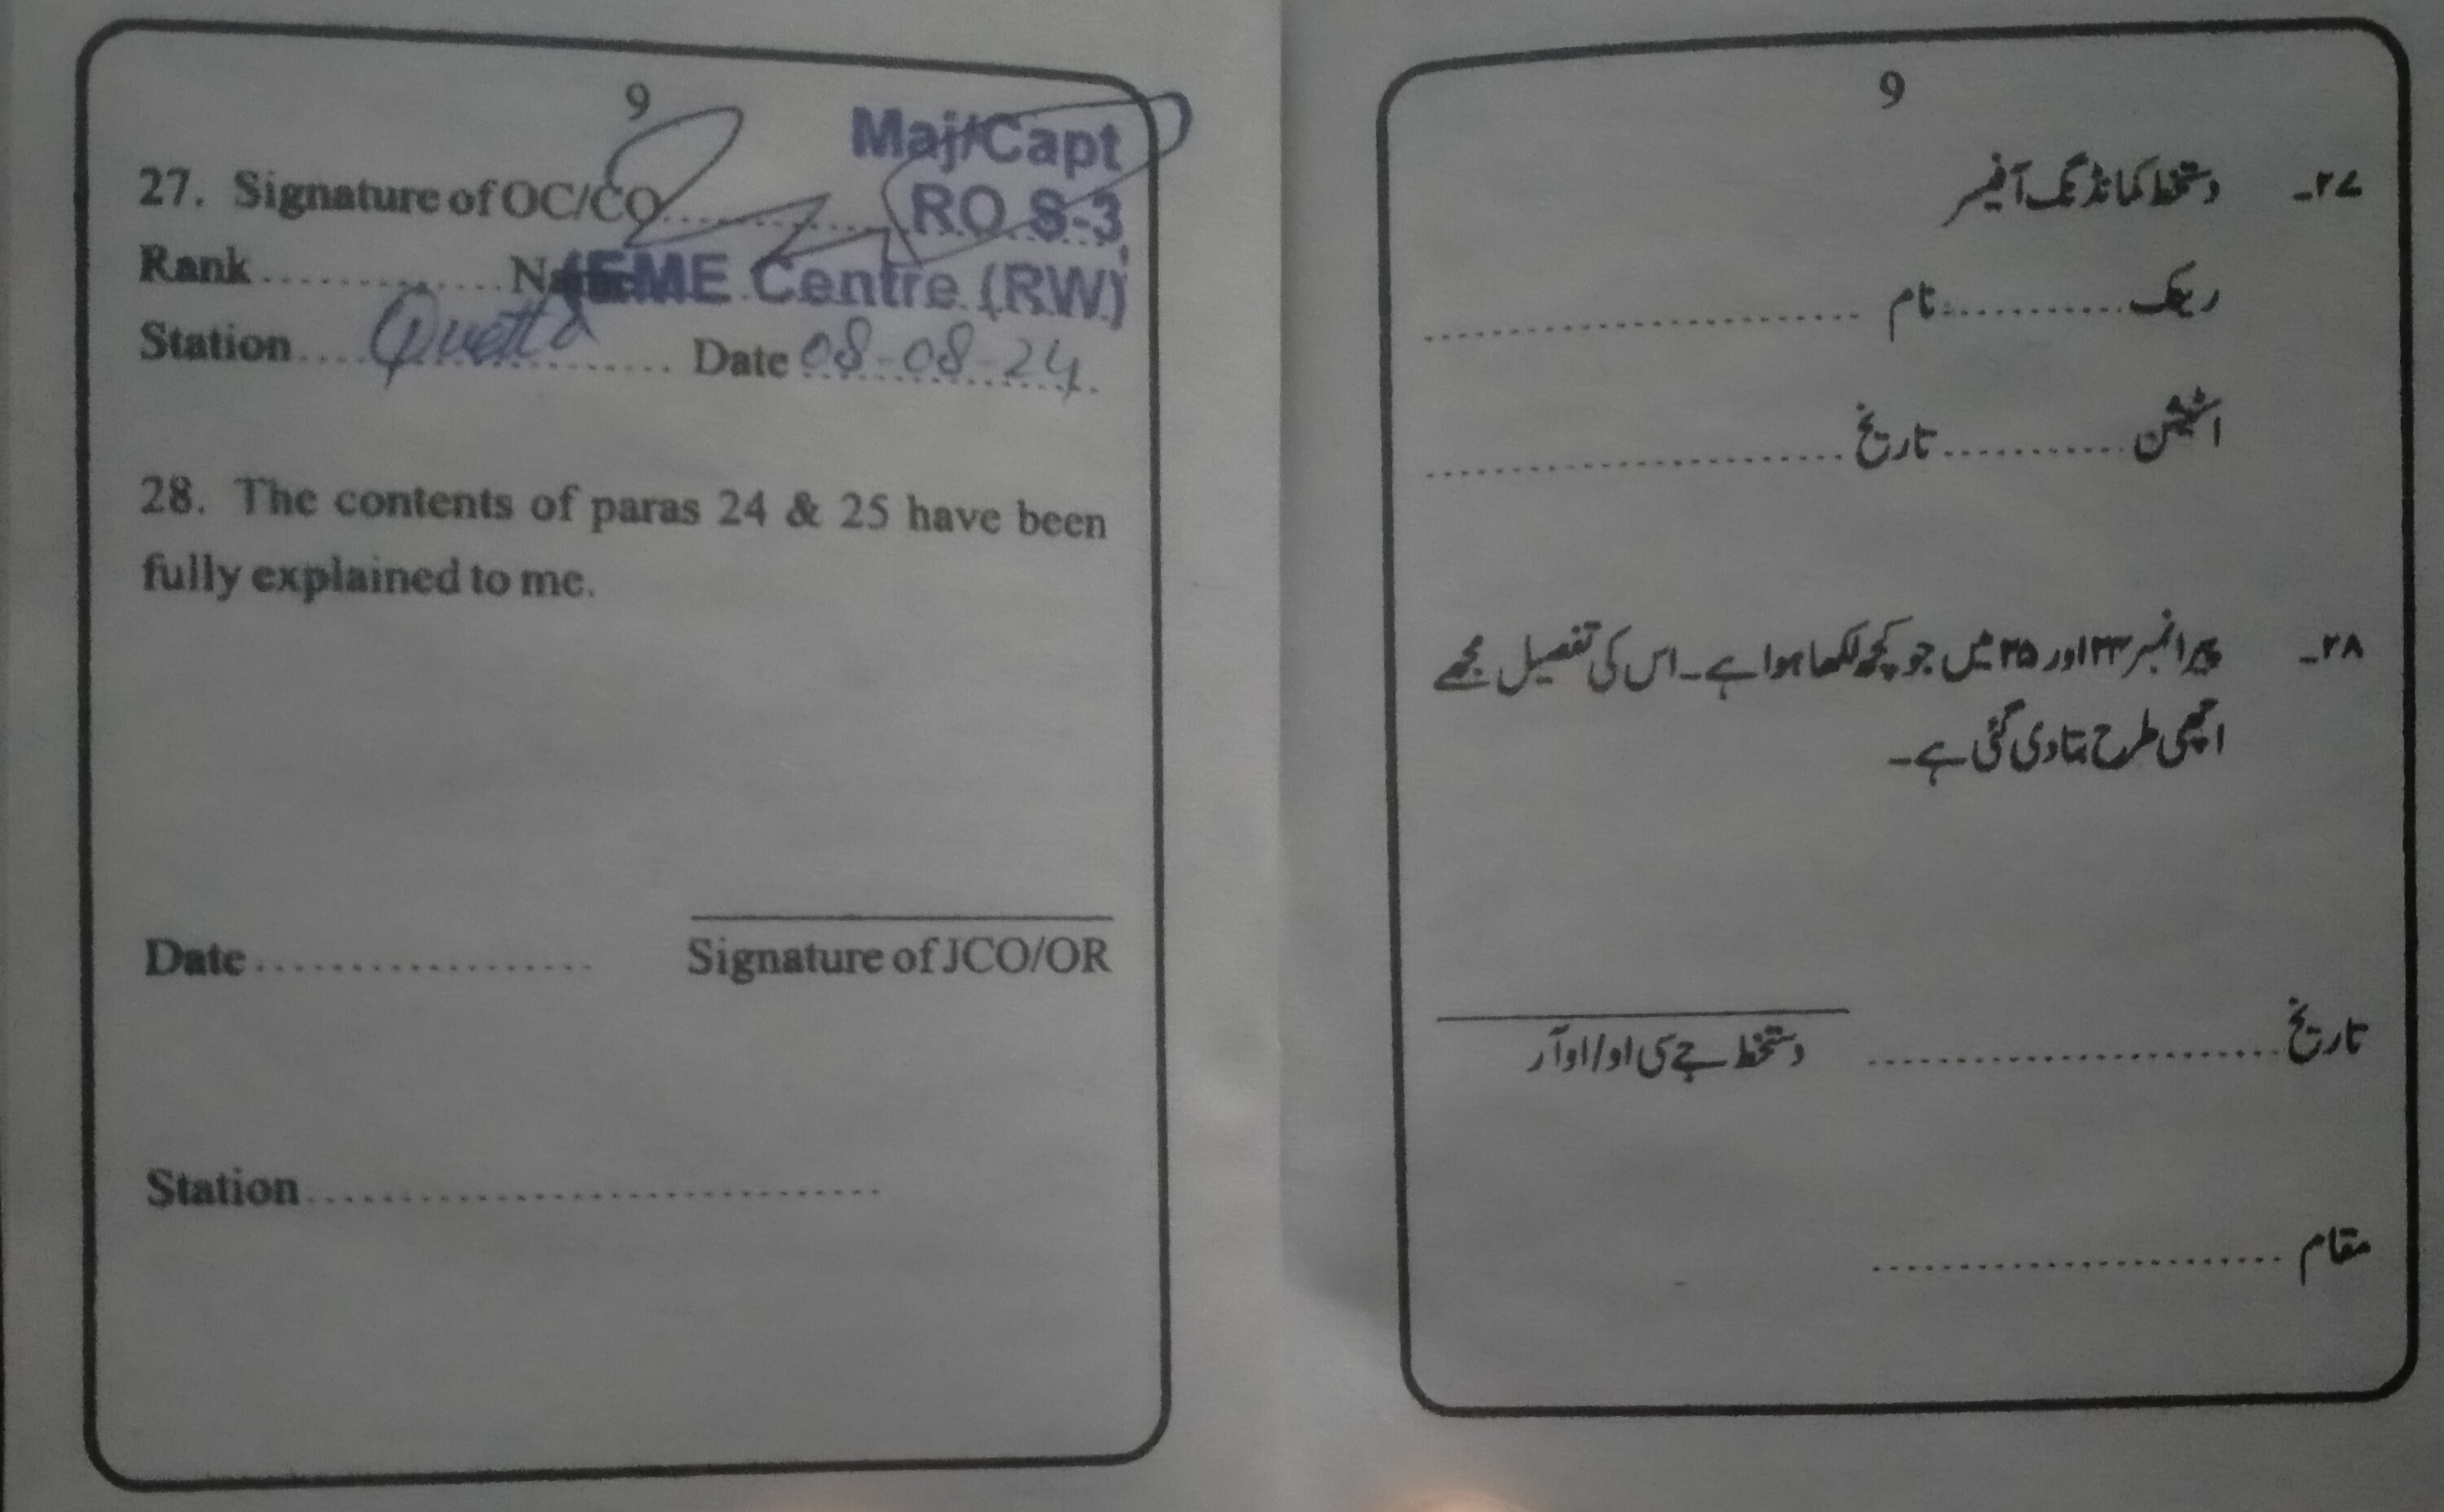 9
Maj/Capt
27. Signature of OC/CO.......... RO S-3
Rank.................. EME Centre (RW)
Station.... Quetta ........ Date 08-08-24
28. The contents of paras 24 & 25 have been
fully explained to me.
Date.................. Signature of JCO/OR
Station..............................
9
۲۷۔ دستخط کمانڈنگ آفیسر
رینک.............نام......................
اسٹیشن.............تاریخ......................
۲۸۔ پیرا نمبر ۲۴ اور ۲۵ میں جو کچھ لکھا ہوا ہے۔ اس کی تفصیل مجھے
اچھی طرح بتا دی گئی ہے۔
تاریخ...................... دستخط جے سی او/ او آر
مقام......................